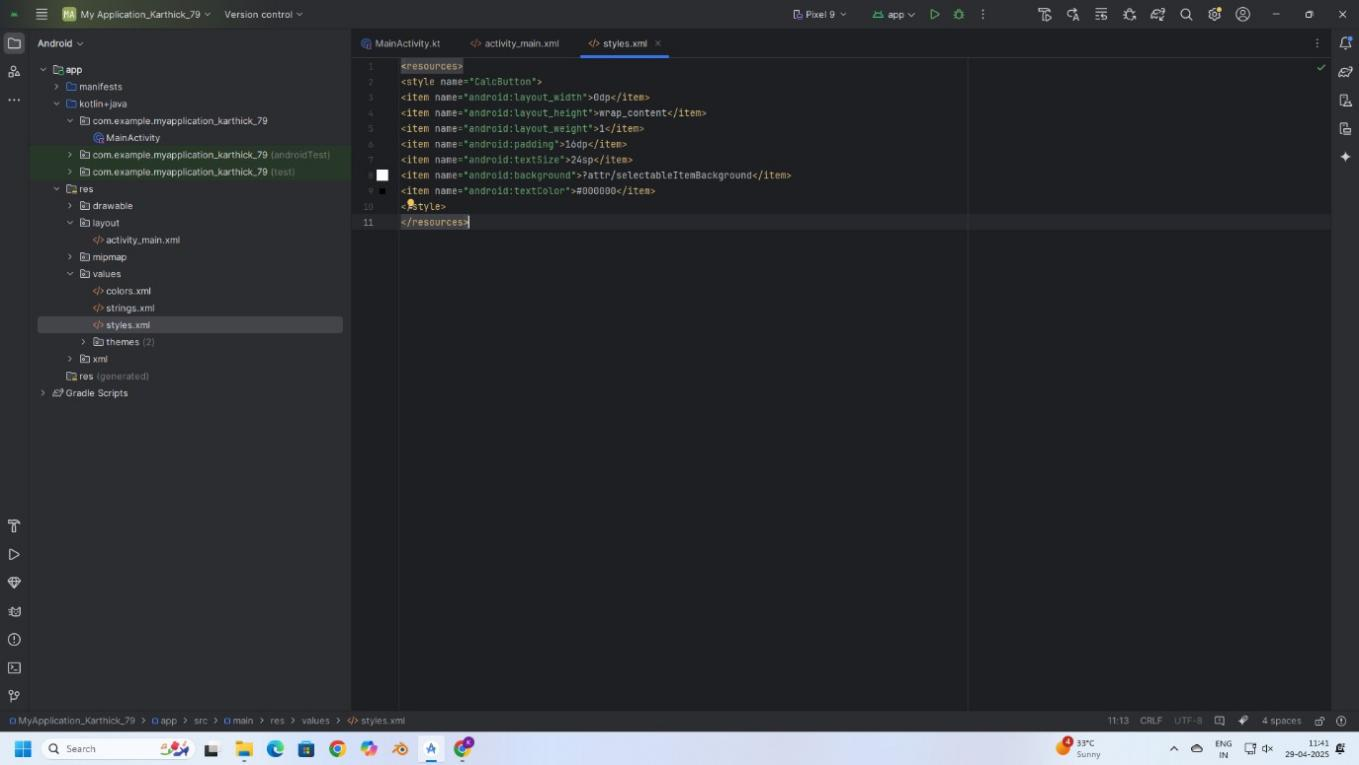 MA My Application_Karthick_79 Version control Pixel 9 app
Android
MainActivity.kt activity_main.xml styles.xml
app
manifests
kotlin+java
com.example.myapplication_karthick_79
MainActivity
com.example.myapplication_karthick_79 (androidTest)
com.example.myapplication_karthick_79 (test)
res
drawable
layout
activity_main.xml
mipmap
values
colors.xml
strings.xml
styles.xml
themes (2)
xml
res (generated)
Gradle Scripts
1 <resources>
2 <style name="CalcButton">
3 <item name="android:layout_width">0dp</item>
4 <item name="android:layout_height">wrap_content</item>
5 <item name="android:layout_weight">1</item>
6 <item name="android:padding">16dp</item>
7 <item name="android:textSize">24sp</item>
8 <item name="android:background">?attr/selectableItemBackground</item>
9 <item name="android:textColor">#000000</item>
10 </style>
11 </resources>
MyApplication_Karthick_79 > app > src > main > res > values > styles.xml 11:13 CRLF UTF-8 4 spaces
Search
4 33°C
Sunny
ENG
IN
11:41
29-04-2025